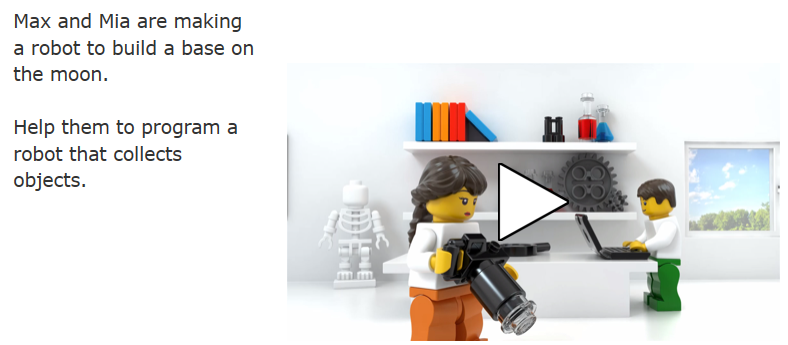 Max and Mia are making
a robot to build a base on
the moon.
Help them to program a
robot that collects
objects.